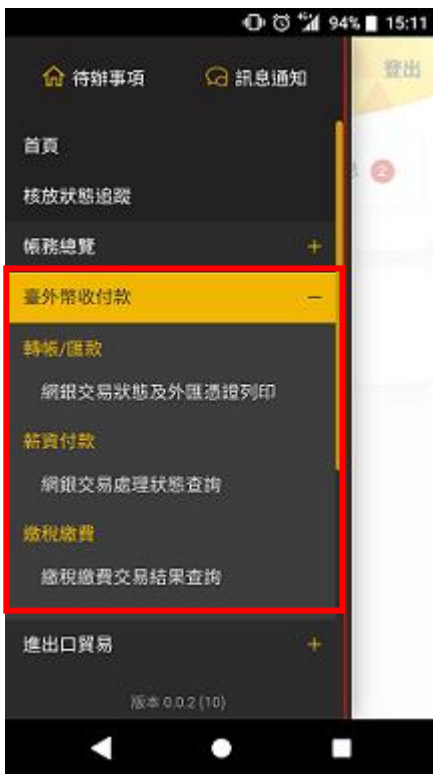 4G 94% 15:11
待辦事項 訊息通知 登出
首頁
2
核放狀態追蹤
帳務總覽 +
臺外幣收付款 −
轉帳/匯款
網銀交易狀態及外匯憑證列印
薪資付款
網銀交易處理狀態查詢
繳稅繳費
繳稅繳費交易結果查詢
進出口貿易 +
版本 0.0.2 (10)